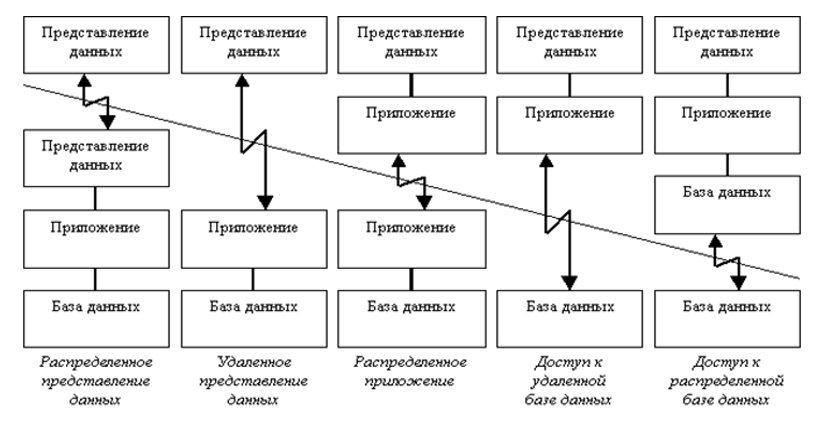 Представление
данных
Представление
данных
Представление
данных
Представление
данных
Представление
данных
Приложение
Приложение
Приложение
Представление
данных
База данных
Приложение
Приложение
Приложение
База данных
База данных
База данных
База данных
База данных
Распределенное
представление
данных
Удаленное
представление
данных
Распределенное
приложение
Доступ к
удаленной
базе данных
Доступ к
распределенной
базе данных